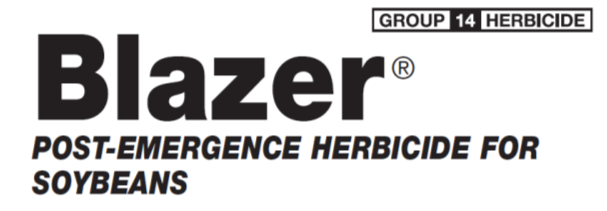 GROUP 14 HERBICIDE
Blazer®
POST-EMERGENCE HERBICIDE FOR
SOYBEANS